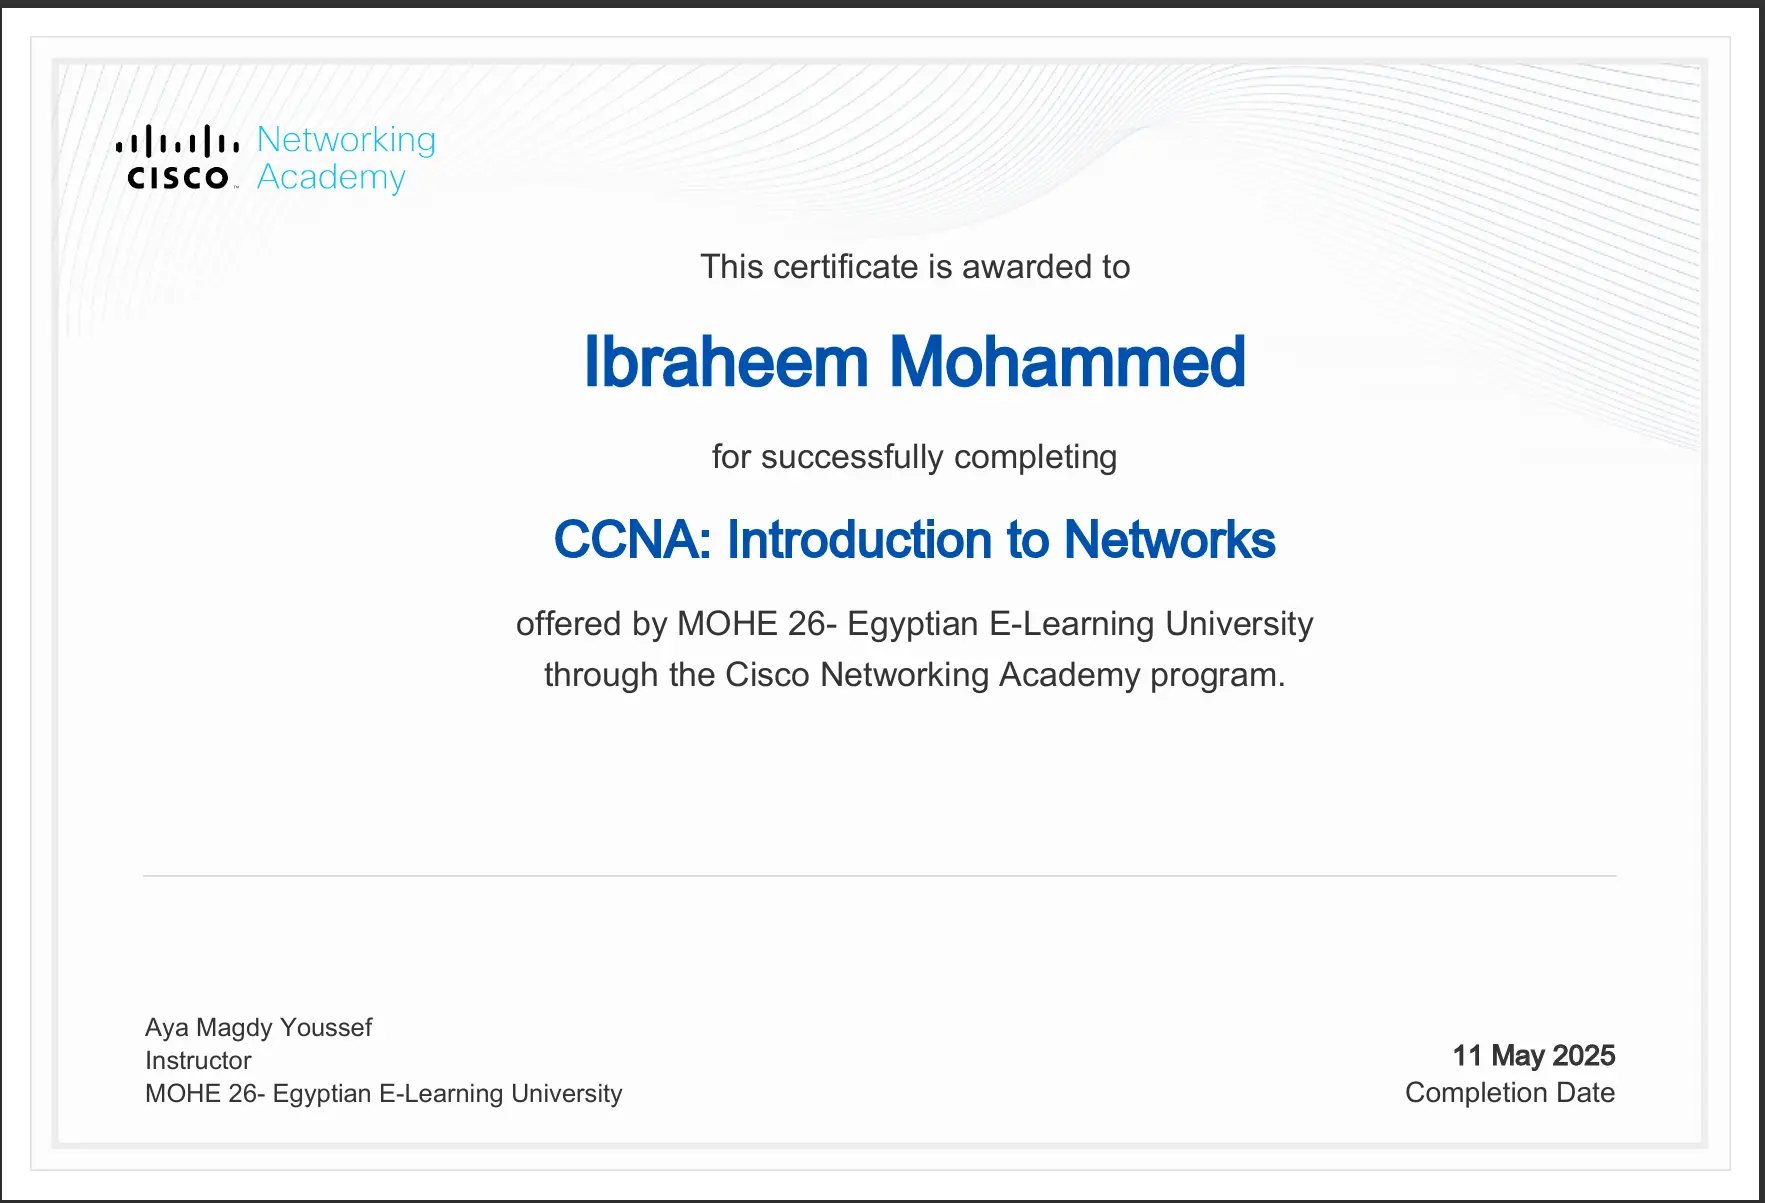 Networking
Academy
CISCO™
This certificate is awarded to
Ibraheem Mohammed
for successfully completing
CCNA: Introduction to Networks
offered by MOHE 26- Egyptian E-Learning University
through the Cisco Networking Academy program.
Aya Magdy Youssef
Instructor
MOHE 26- Egyptian E-Learning University
11 May 2025
Completion Date